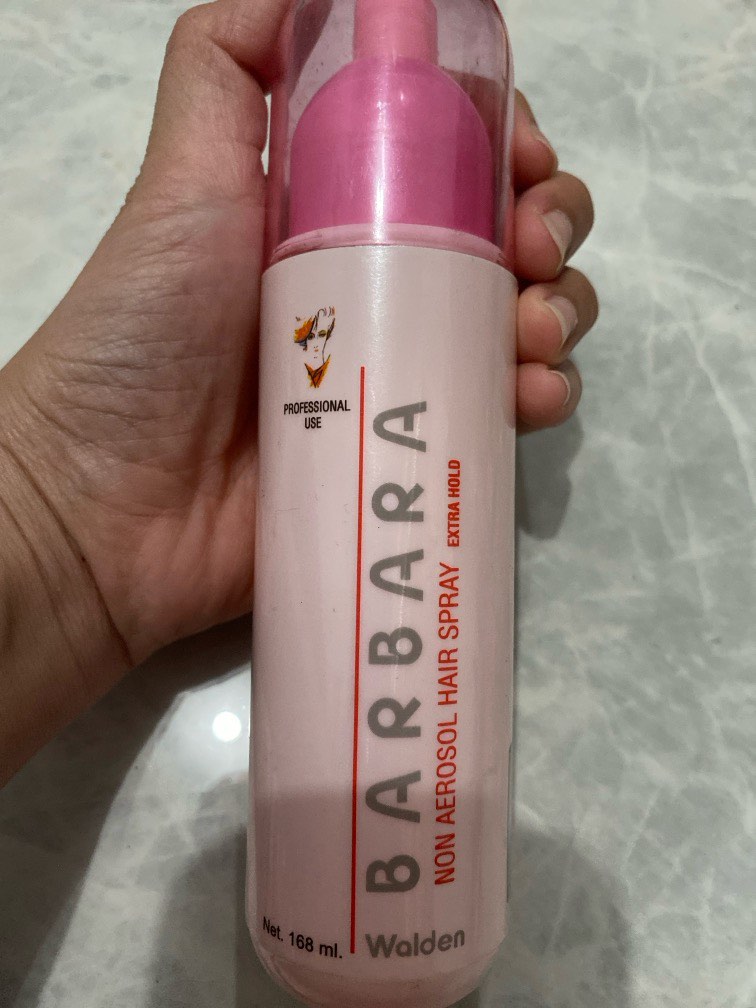 PROFESSIONAL
USE
BARBARA
NON AEROSOL HAIR SPRAY EXTRA HOLD
Net. 168 ml.
Walden